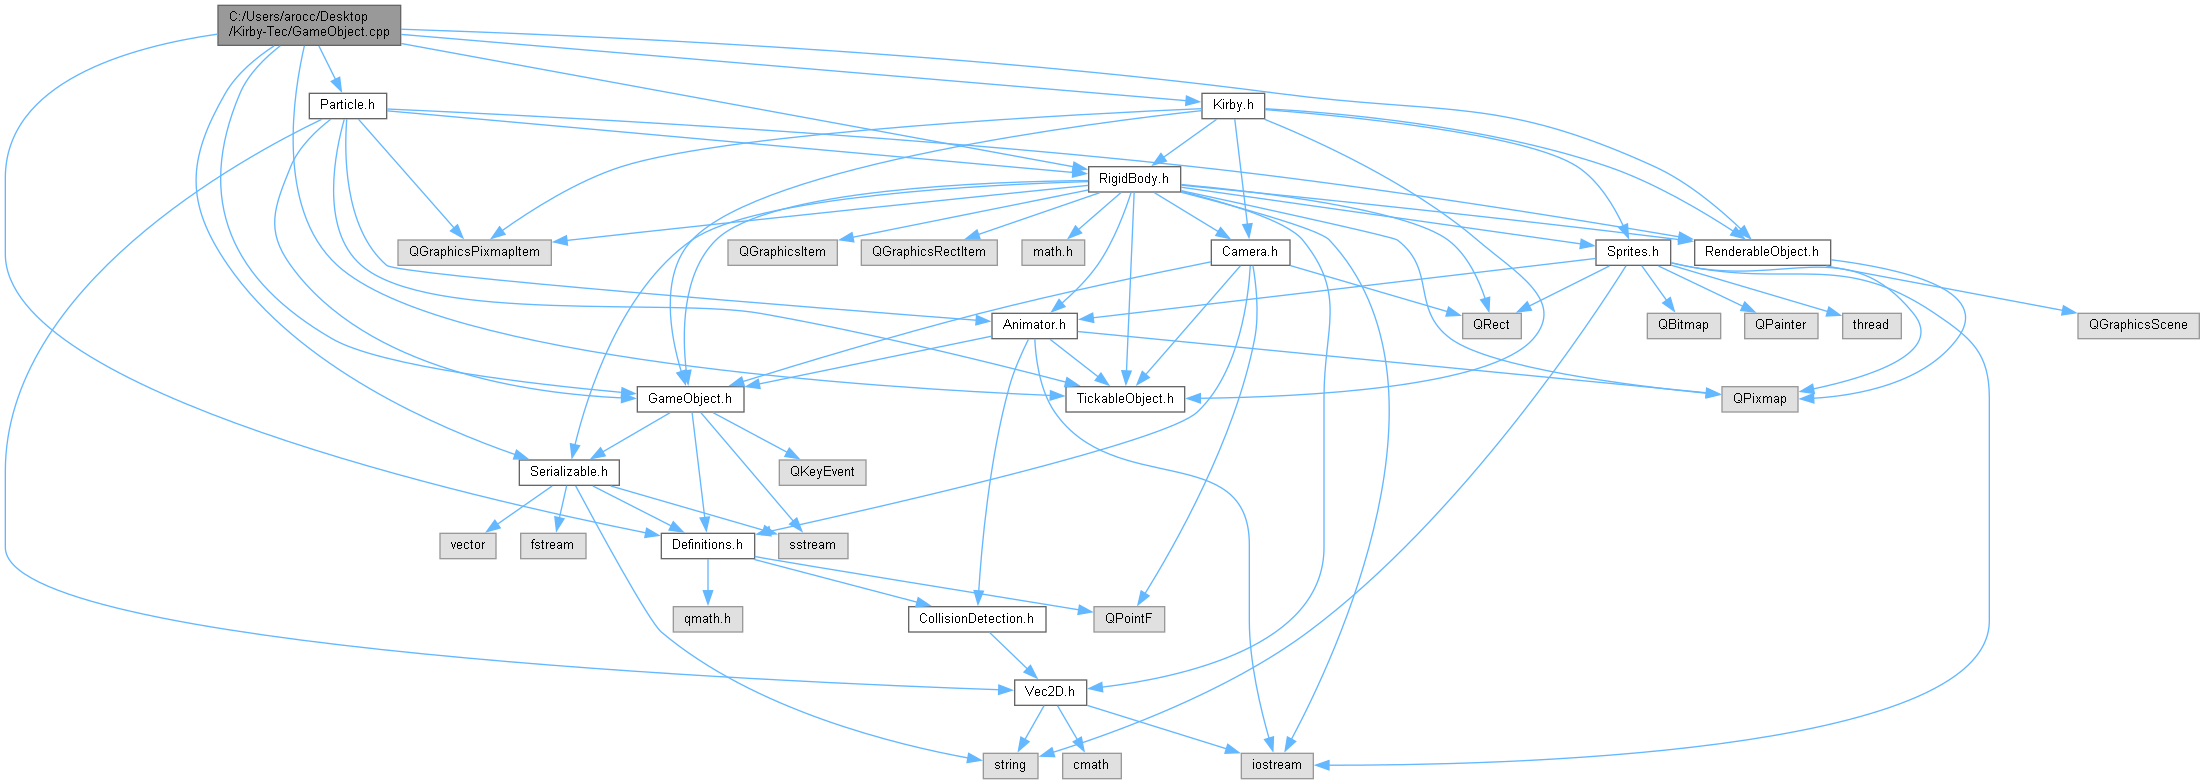 C:/Users/arocc/Desktop
/Kirby-Tec/GameObject.cpp
Particle.h
Kirby.h
RigidBody.h
QGraphicsPixmapItem
QGraphicsItem
QGraphicsRectItem
math.h
Camera.h
Sprites.h
RenderableObject.h
Animator.h
QRect
QBitmap
QPainter
thread
QGraphicsScene
GameObject.h
TickableObject.h
QPixmap
Serializable.h
QKeyEvent
vector
fstream
Definitions.h
sstream
qmath.h
CollisionDetection.h
QPointF
Vec2D.h
string
cmath
iostream